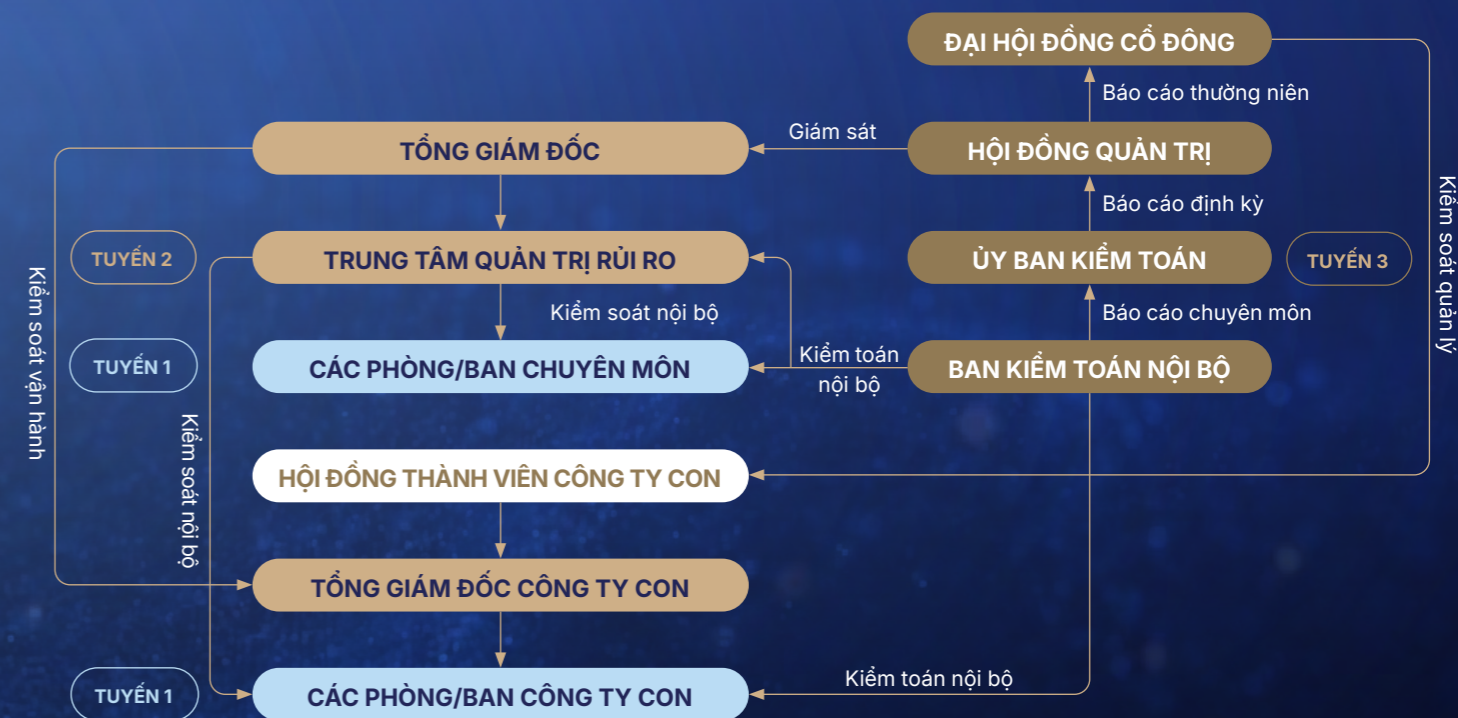 ĐẠI HỘI ĐỒNG CỔ ĐÔNG
Báo cáo thường niên
Giám sát
TỔNG GIÁM ĐỐC
HỘI ĐỒNG QUẢN TRỊ
Báo cáo định kỳ
TUYẾN 2
TRUNG TÂM QUẢN TRỊ RỦI RO
ỦY BAN KIỂM TOÁN
TUYẾN 3
Kiểm soát quản lý
Kiểm soát vận hành
Kiểm soát nội bộ
Báo cáo chuyên môn
TUYẾN 1
CÁC PHÒNG/BAN CHUYÊN MÔN
Kiểm toán
nội bộ
BAN KIỂM TOÁN NỘI BỘ
Kiểm soát nội bộ
HỘI ĐỒNG THÀNH VIÊN CÔNG TY CON
TỔNG GIÁM ĐỐC CÔNG TY CON
Kiểm toán nội bộ
TUYẾN 1
CÁC PHÒNG/BAN CÔNG TY CON